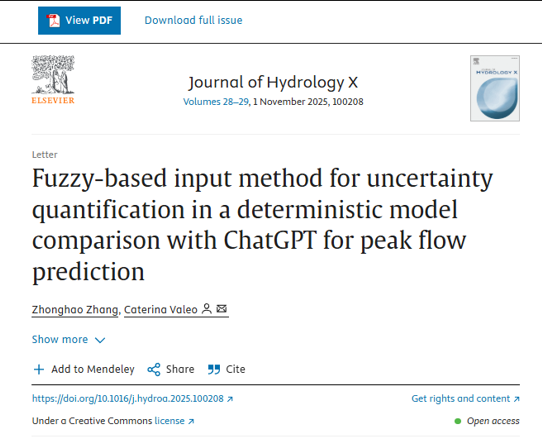 View PDF
Download full issue
ELSEVIER
Journal of Hydrology X
Volumes 28–29, 1 November 2025, 100208
HYDROLOGY X
Letter
Fuzzy-based input method for uncertainty
quantification in a deterministic model
comparison with ChatGPT for peak flow
prediction
Zhonghao Zhang, Caterina Valeo
Show more
Add to Mendeley
Share
Cite
https://doi.org/10.1016/j.hydroa.2025.100208
Get rights and content
Under a Creative Commons license
Open access